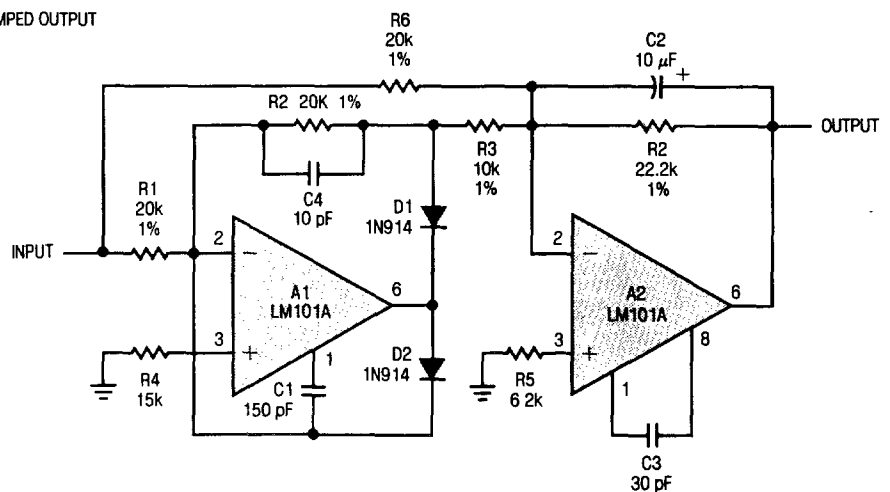 MPED OUTPUT
R6
20k
1%
C2
10 μF
+
R2 20K 1%
OUTPUT
R3
10k
1%
R2
22.2k
1%
C4
10 pF
R1
20k
1%
D1
1N914
INPUT
2
−
2
−
A1
LM101A
6
A2
LM101A
6
3
+
1
D2
1N914
3
+
8
R4
15k
C1
150 pF
R5
6 2k
1
C3
30 pF